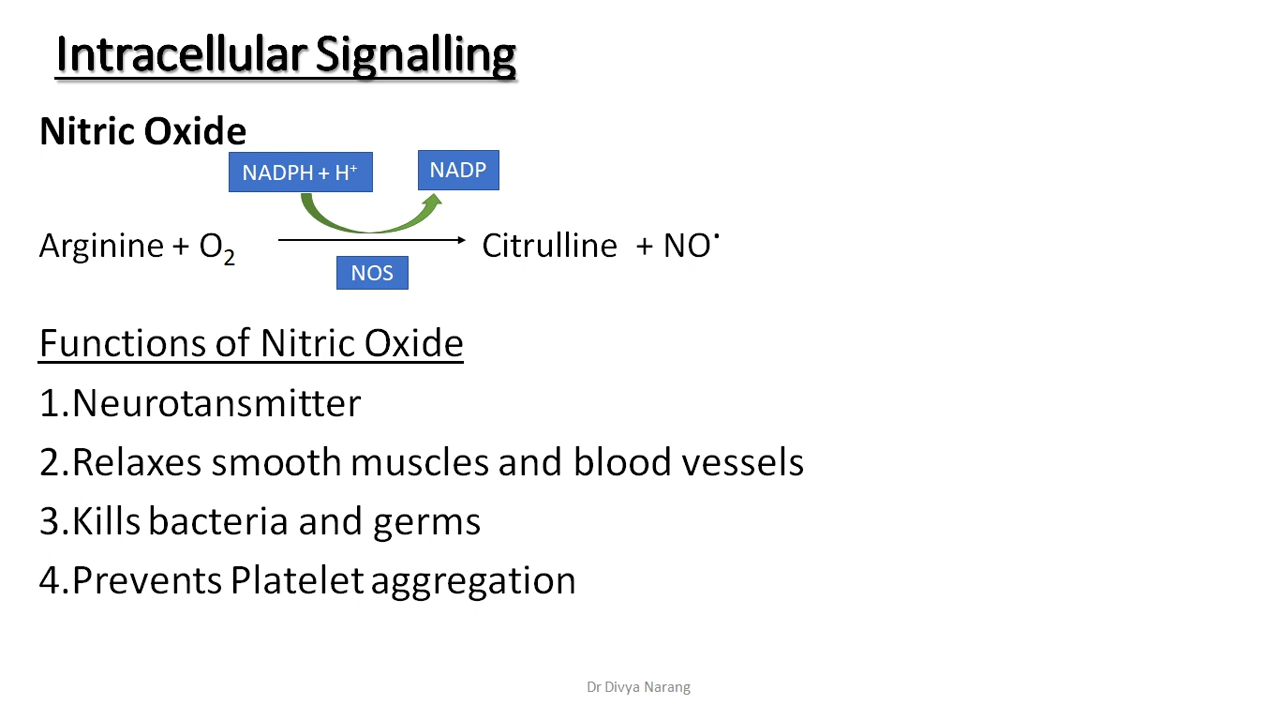 Intracellular Signalling
Nitric Oxide
NADPH + H⁺
NADP
Arginine + O₂
Citrulline + NO•
NOS
Functions of Nitric Oxide
1.Neurotansmitter
2.Relaxes smooth muscles and blood vessels
3.Kills bacteria and germs
4.Prevents Platelet aggregation
Dr Divya Narang